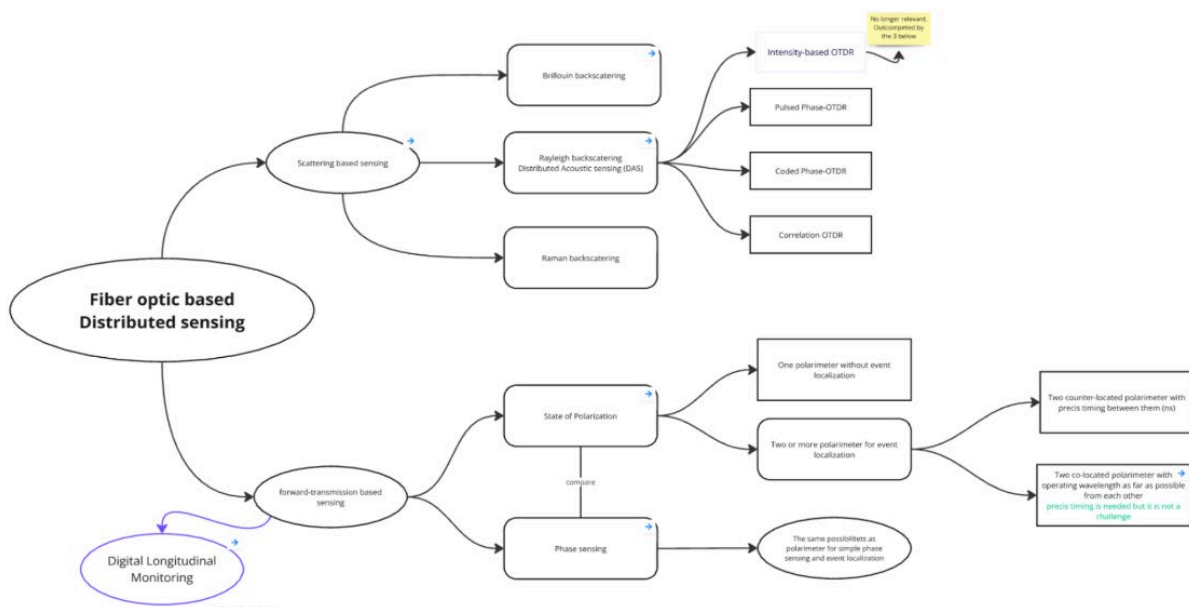 No longer relevant.
Outcompeted by
the 3 below
Intensity-based OTDR
Brillouin backscattering
Pulsed Phase-OTDR
Scattering based sensing
Rayleigh backscattering
Distributed Acoustic sensing (DAS)
Coded Phase-OTDR
Correlation OTDR
Raman backscattering
Fiber optic based
Distributed sensing
One polarimeter without event
localization
State of Polarization
Two or more polarimeter for event
localization
Two counter-located polarimeter with
precis timing between them (ns)
Two co-located polarimeter with
operating wavelength as far as possible
from each other
precis timing is needed but it is not a
challenge
compare
forward-transmission based
sensing
Phase sensing
The same possibilitets as
polarimeter for simple phase
sensing and event localization
Digital Longitudinal
Monitoring